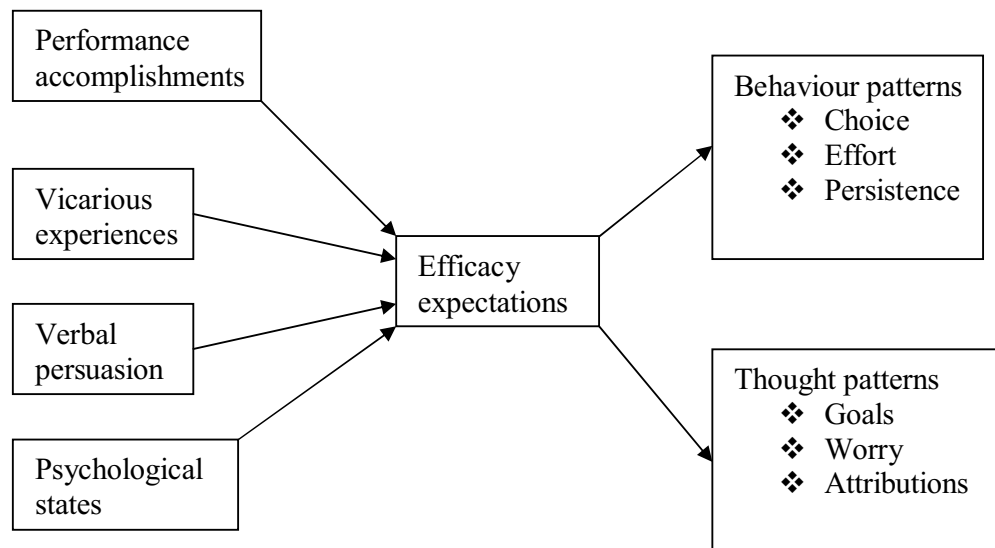 Performance
accomplishments
Vicarious
experiences
Verbal
persuasion
Psychological
states
Efficacy
expectations
Behaviour patterns
❖ Choice
❖ Effort
❖ Persistence
Thought patterns
❖ Goals
❖ Worry
❖ Attributions